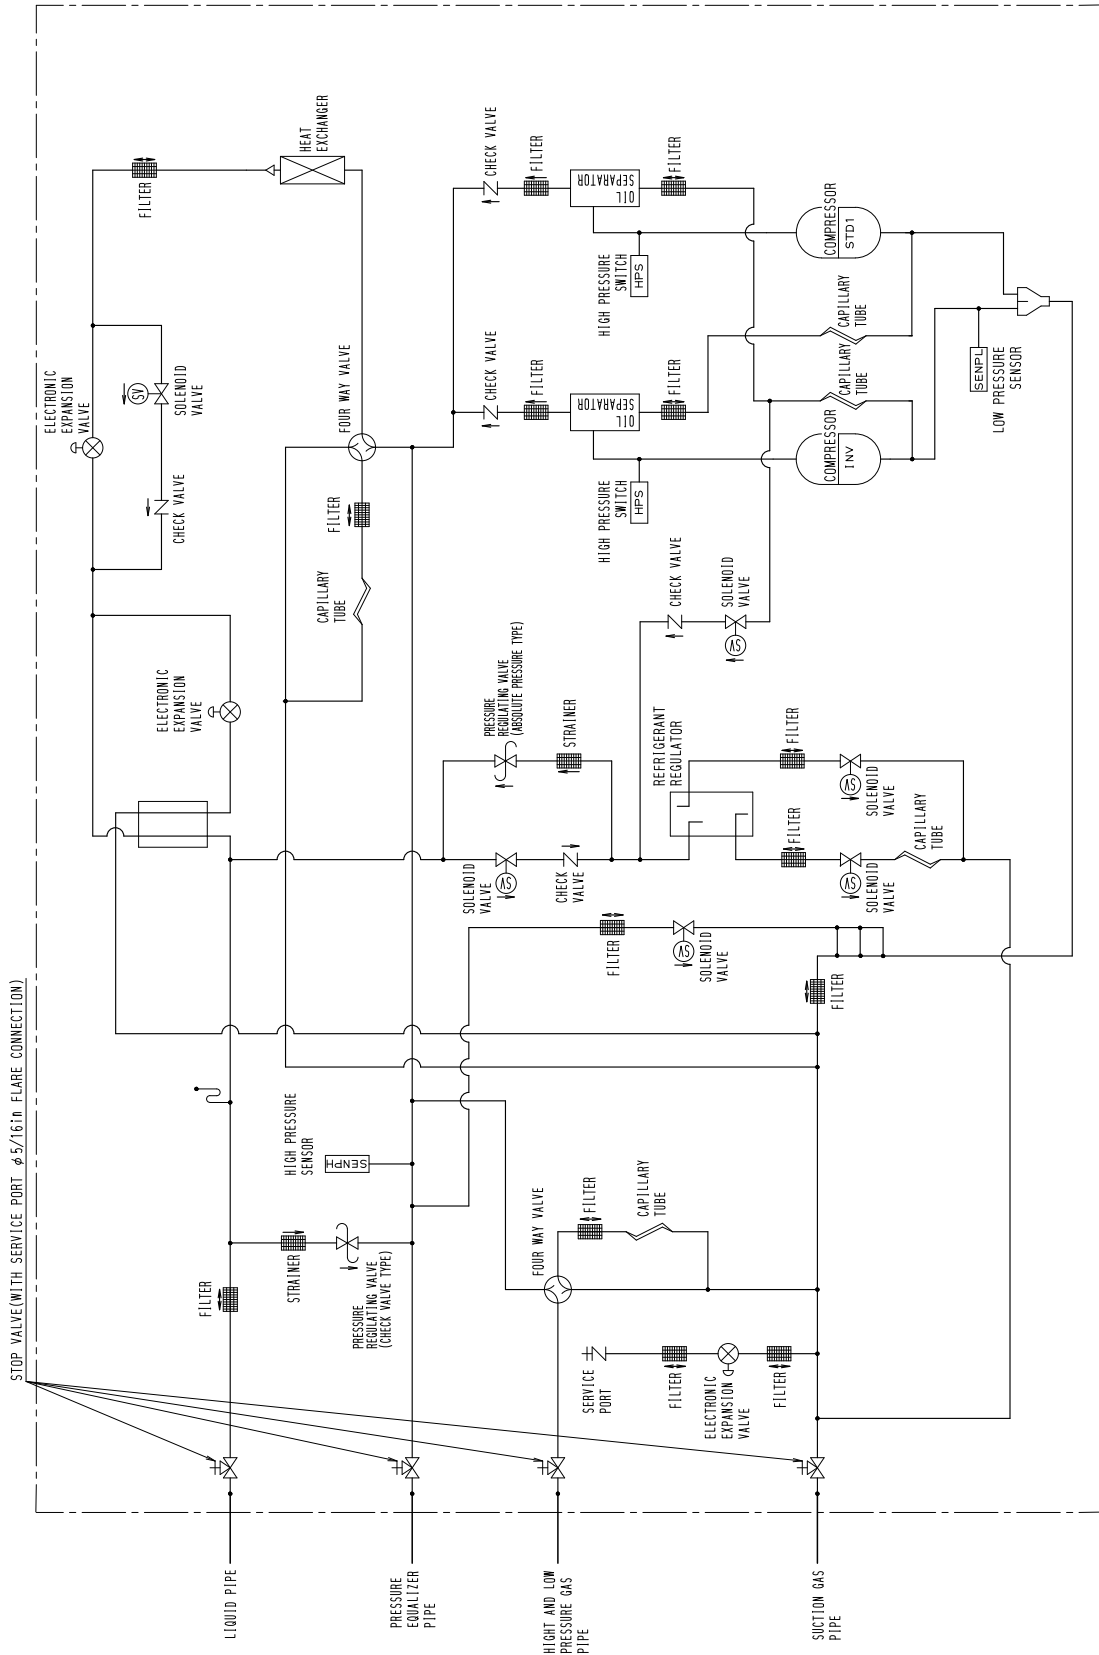 STOP VALVE(WITH SERVICE PORT φ5/16in FLARE CONNECTION)
ELECTRONIC
EXPANSION
VALVE
SV
SOLENOID
VALVE
CHECK VALVE
FILTER
HEAT
EXCHANGER
ELECTRONIC
EXPANSION
VALVE
FOUR WAY VALVE
FILTER
CAPILLARY
TUBE
CHECK VALVE
FILTER
OIL
SEPARATOR
FILTER
HIGH PRESSURE
SWITCH
HPS
COMPRESSOR
STD1
CHECK VALVE
FILTER
OIL
SEPARATOR
FILTER
HIGH PRESSURE
SWITCH
HPS
COMPRESSOR
INV
CAPILLARY
TUBE
CAPILLARY
TUBE
SENPL
LOW PRESSURE
SENSOR
CHECK VALVE
SOLENOID
VALVE
SV
PRESSURE
REGULATING VALVE
(ABSOLUTE PRESSURE TYPE)
STRAINER
REFRIGERANT
REGULATOR
FILTER
SV
SOLENOID
VALVE
SOLENOID
VALVE
SV
CHECK
VALVE
FILTER
SV
SOLENOID
VALVE
CAPILLARY
TUBE
FILTER
SV
SOLENOID
VALVE
FILTER
HIGH PRESSURE
SENSOR
SENPH
FILTER
STRAINER
PRESSURE
REGULATING VALVE
(CHECK VALVE TYPE)
FOUR WAY VALVE
FILTER
CAPILLARY
TUBE
SERVICE
PORT
FILTER
ELECTRONIC
EXPANSION
VALVE
FILTER
LIQUID PIPE
PRESSURE
EQUALIZER
PIPE
HIGHT AND LOW
PRESSURE GAS
PIPE
SUCTION GAS
PIPE